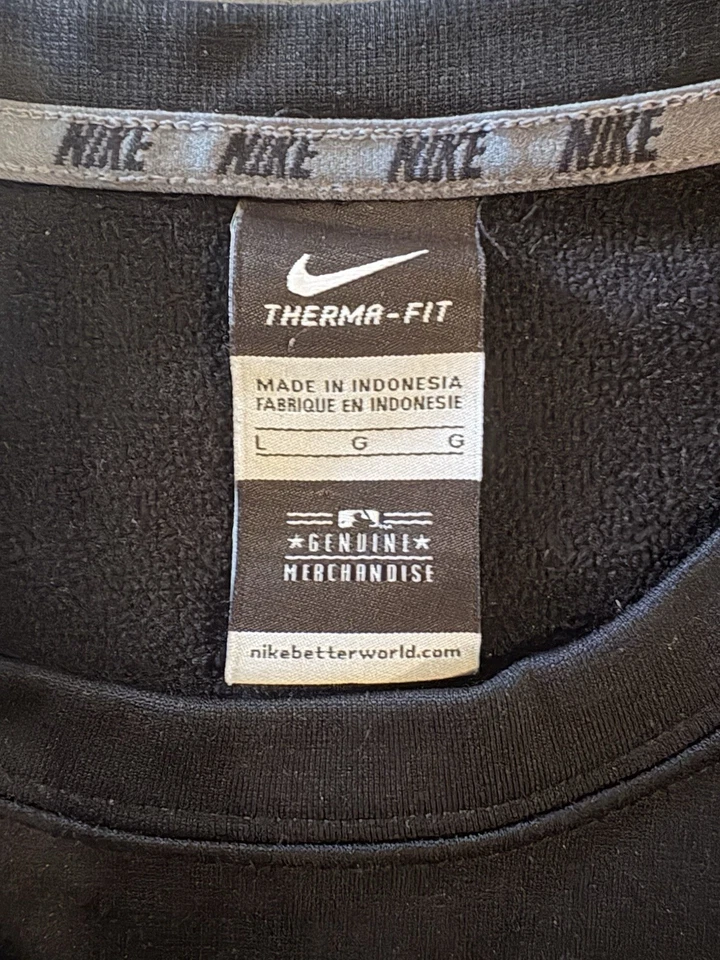 NIKE NIKE NIKE NIKE
THERMA-FIT
MADE IN INDONESIA
FABRIQUE EN INDONESIE
L G G
GENUINE
MERCHANDISE
nikebetterworld.com